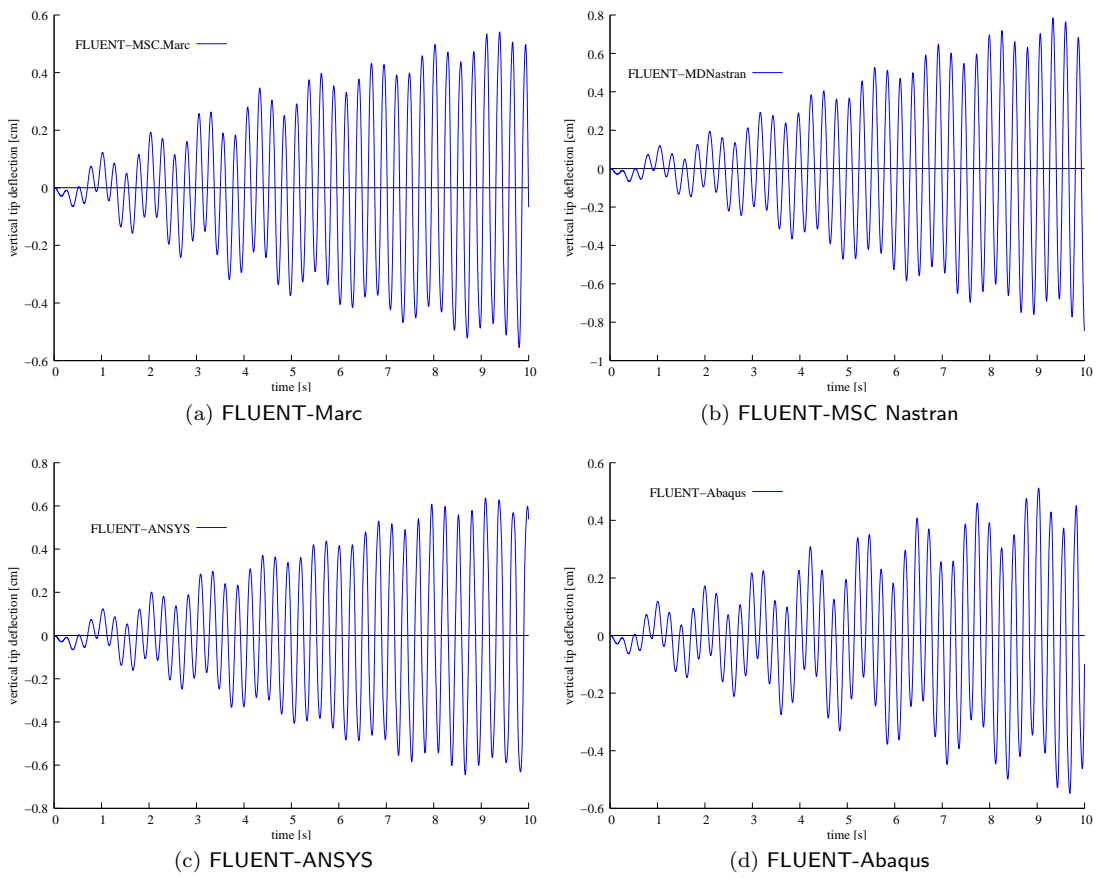 0.6
0.4
0.2
0
−0.2
−0.4
−0.6
vertical tip deflection [cm]
FLUENT−MSC.Marc
0 1 2 3 4 5 6 7 8 9 10
time [s]
(a) FLUENT-Marc
0.8
0.6
0.4
0.2
0
−0.2
−0.4
−0.6
−0.8
−1
vertical tip deflection [cm]
FLUENT−MDNastran
0 1 2 3 4 5 6 7 8 9 10
time [s]
(b) FLUENT-MSC Nastran
0.8
0.6
0.4
0.2
0
−0.2
−0.4
−0.6
−0.8
vertical tip deflection [cm]
FLUENT−ANSYS
0 1 2 3 4 5 6 7 8 9 10
time [s]
(c) FLUENT-ANSYS
0.6
0.4
0.2
0
−0.2
−0.4
−0.6
vertical tip deflection [cm]
FLUENT−Abaqus
0 1 2 3 4 5 6 7 8 9 10
time [s]
(d) FLUENT-Abaqus